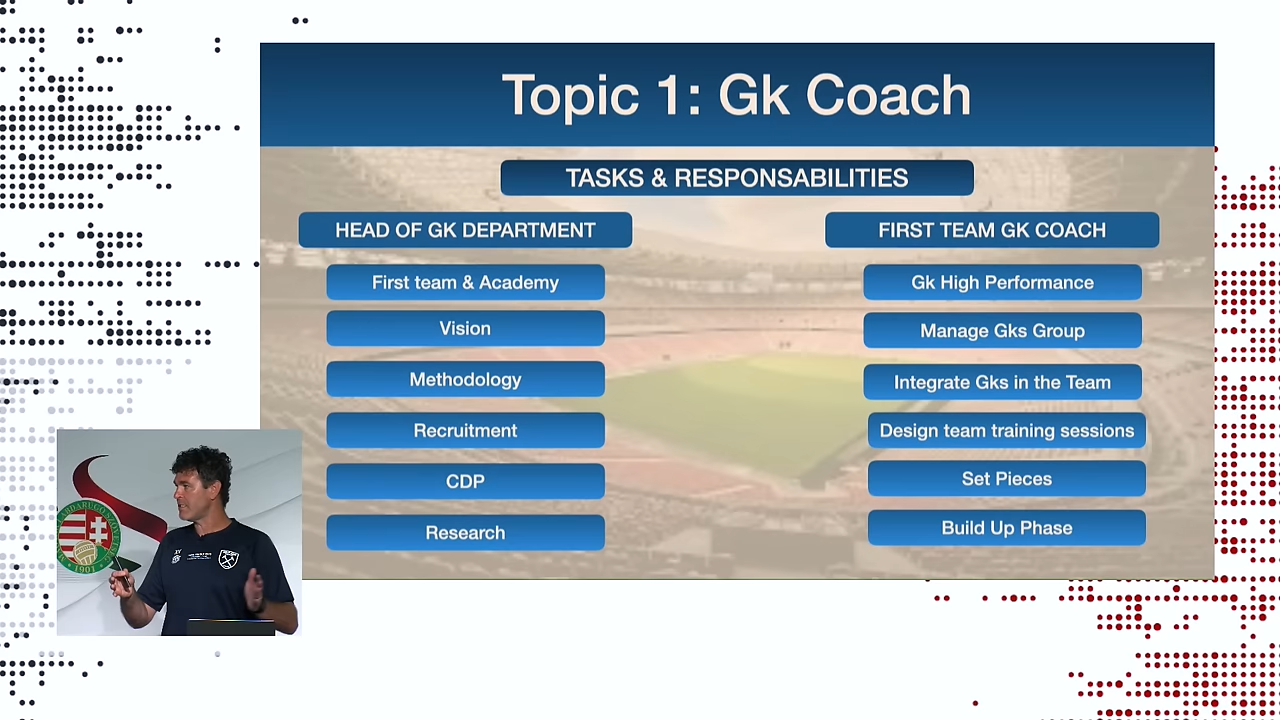 Topic 1: Gk Coach
TASKS & RESPONSABILITIES
HEAD OF GK DEPARTMENT
First team & Academy
Vision
Methodology
Recruitment
CDP
Research
FIRST TEAM GK COACH
Gk High Performance
Manage Gks Group
Integrate Gks in the Team
Design team training sessions
Set Pieces
Build Up Phase
1901